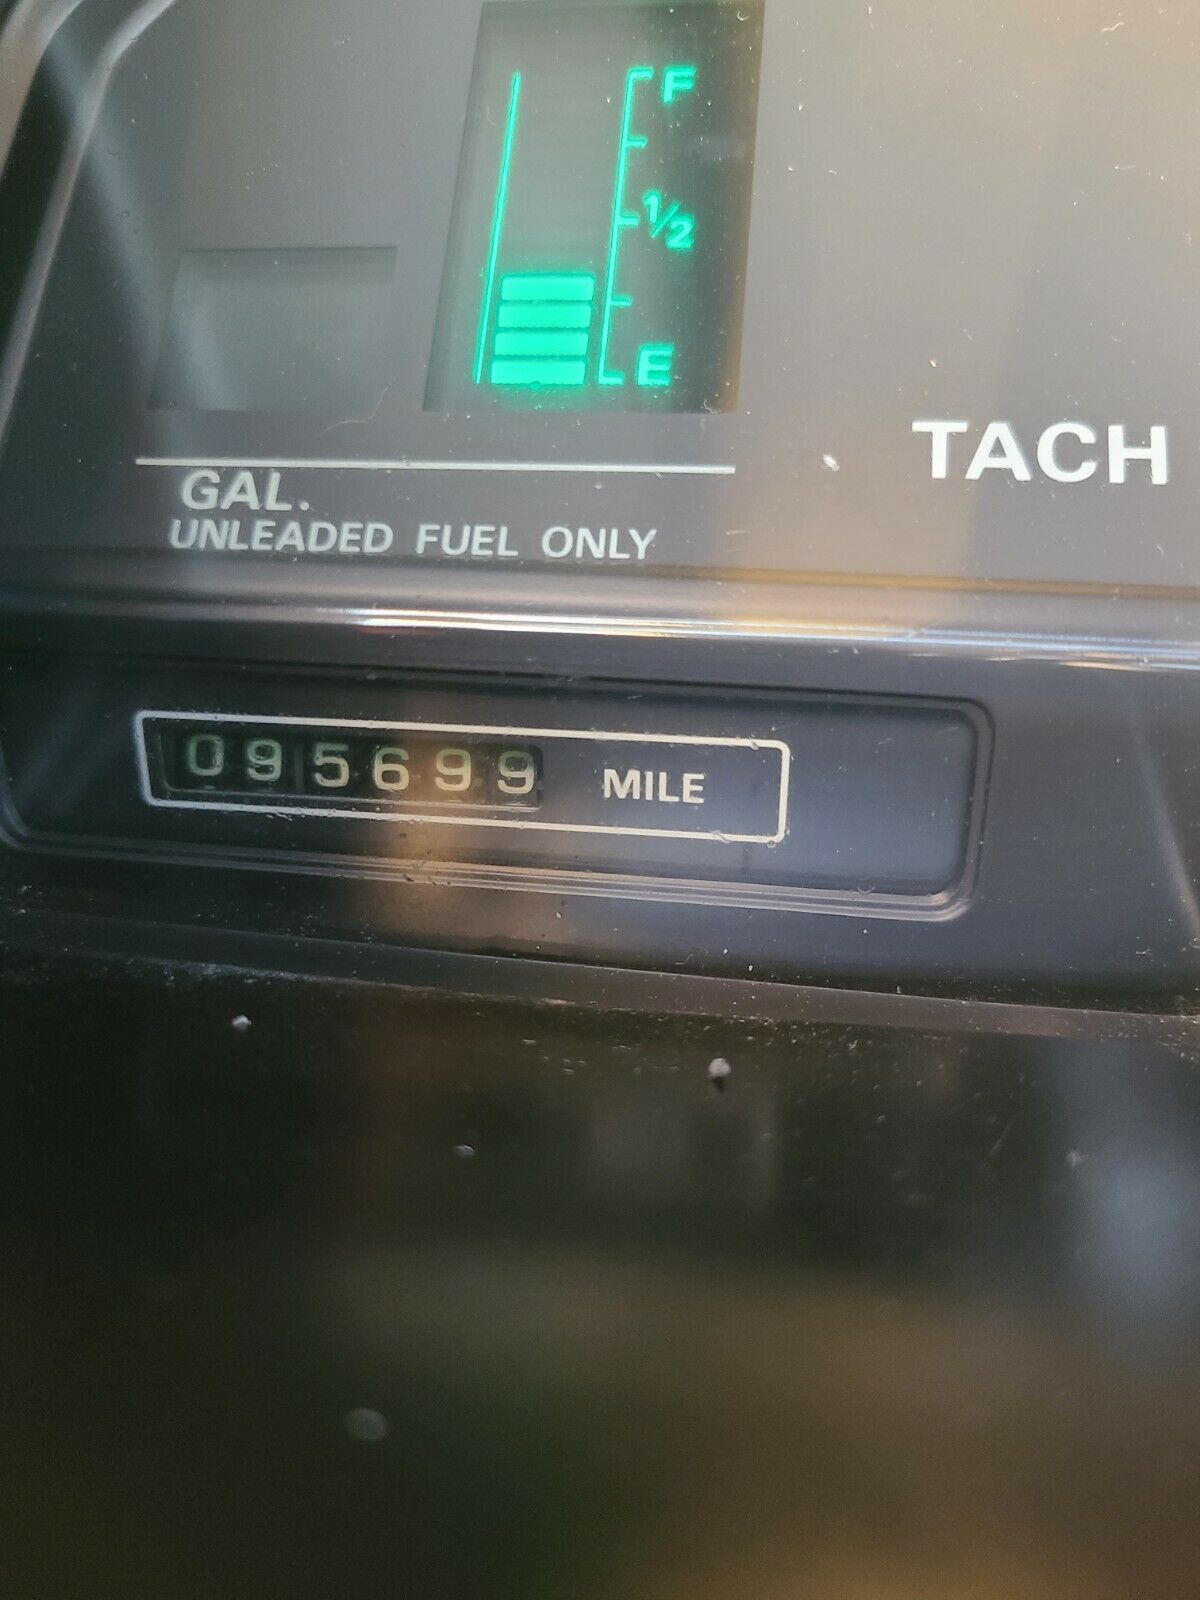 F
1/2
E
TACH
GAL.
UNLEADED FUEL ONLY
095699 MILE